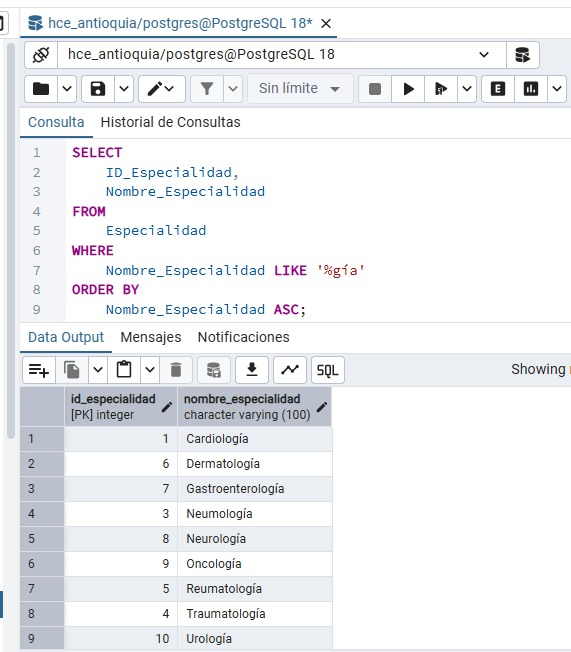 hce_antioquia/postgres@PostgreSQL 18*
hce_antioquia/postgres@PostgreSQL 18
Sin límite
E
Consulta Historial de Consultas
1 SELECT
2 ID_Especialidad,
3 Nombre_Especialidad
4 FROM
5 Especialidad
6 WHERE
7 Nombre_Especialidad LIKE '%gía'
8 ORDER BY
9 Nombre_Especialidad ASC;
Data Output Mensajes Notificaciones
SQL Showing
id_especialidad nombre_especialidad
[PK] integer character varying (100)
1 1 Cardiología
2 6 Dermatología
3 7 Gastroenterología
4 3 Neumología
5 8 Neurología
6 9 Oncología
7 5 Reumatología
8 4 Traumatología
9 10 Urología